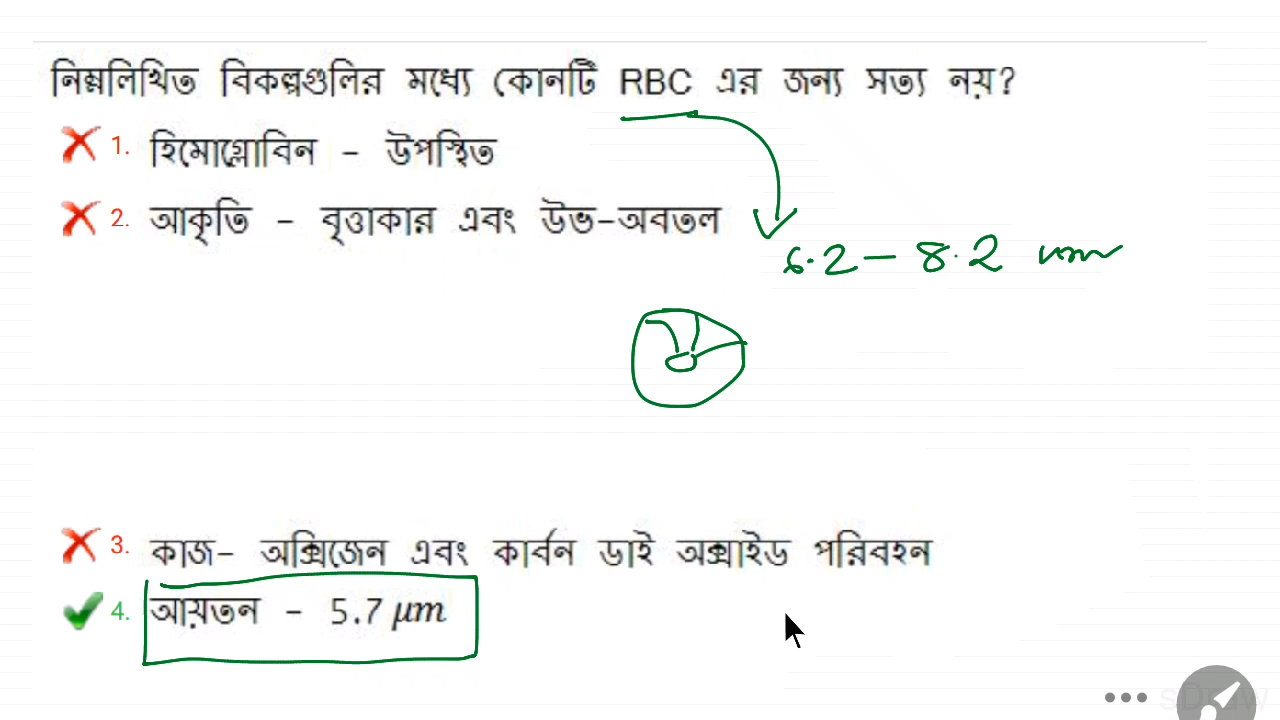 নিম্নলিখিত বিকল্পগুলির মধ্যে কোনটি RBC এর জন্য সত্য নয়?
1. হিমোগ্লোবিন - উপস্থিত
2. আকৃতি - বৃত্তাকার এবং উভ-অবতল
6.2 - 8.2
3. কাজ- অক্সিজেন এবং কার্বন ডাই অক্সাইড পরিবহন
4. আয়তন - 5.7 µm